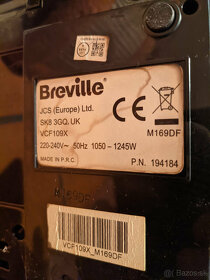 Breville®
JCS (Europe) Ltd.
SK8 3GQ, UK
VCF109X
M169DF
220-240V~ 50Hz 1050 - 1245W
MADE IN P.R.C.
P.N. 194184
M169DF
VCF109X_M169DF
Bazos.sk